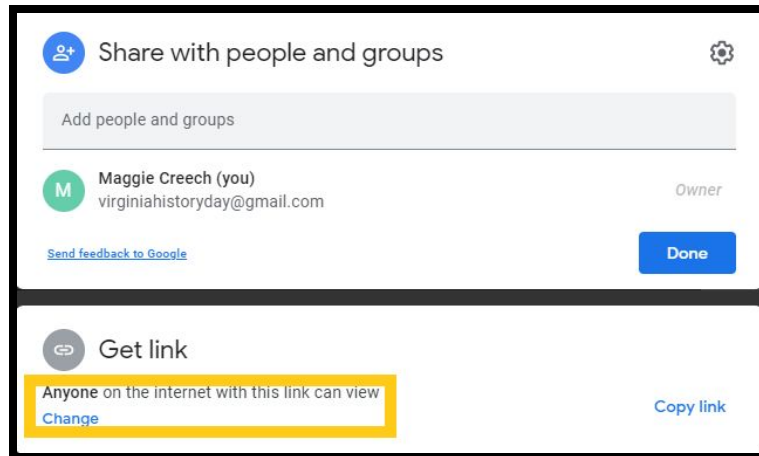 Share with people and groups
Add people and groups
M
Maggie Creech (you)
virginiahistoryday@gmail.com
Owner
Send feedback to Google
Done
Get link
Anyone on the internet with this link can view
Change
Copy link